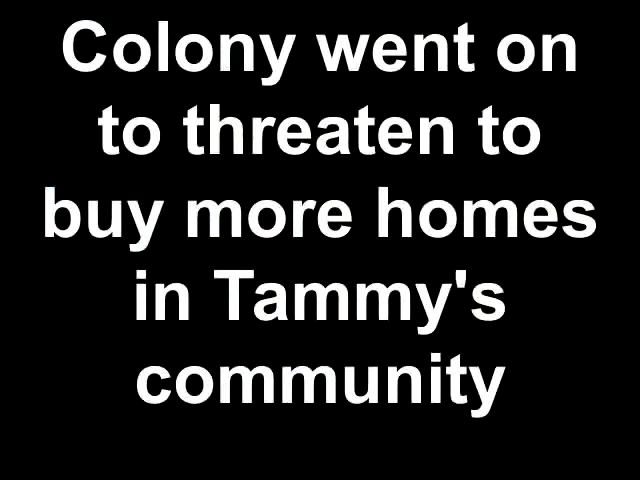 Colony went on
to threaten to
buy more homes
in Tammy's
community